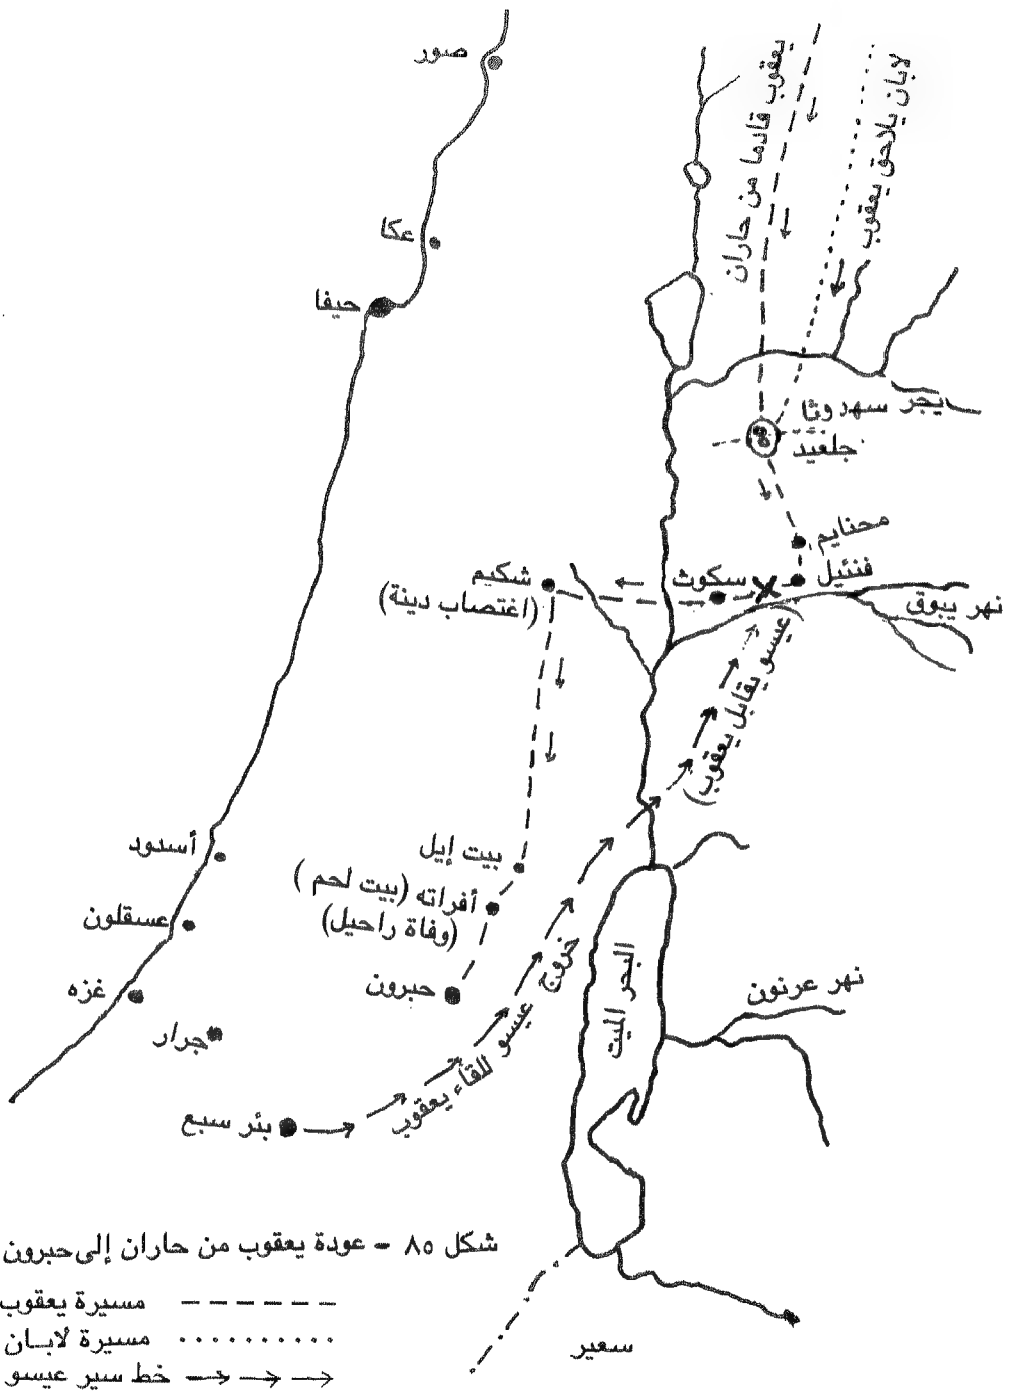 صور
يعقوب قادما من حاران
لابان يلاحق يعقوب
عكا
حيفا
يجر سهدوثا
جلعيد
محنايم
فنئيل
سكوث
شكيم
(اغتصاب دينة)
نهر يبوق
(عيسو يقابل يعقوب)
أسدود
بيت إيل
أفراته (بيت لحم)
(وفاة راحيل)
عسقلون
حبرون
غزه
جرار
بئر سبع
خروج عيسو للقاء يعقوب
البحر الميت
نهر عرنون
شكل ٨٥ - عودة يعقوب من حاران إلى حبرون
مسيرة يعقوب
مسيرة لابـان
خط سير عيسو
سعير